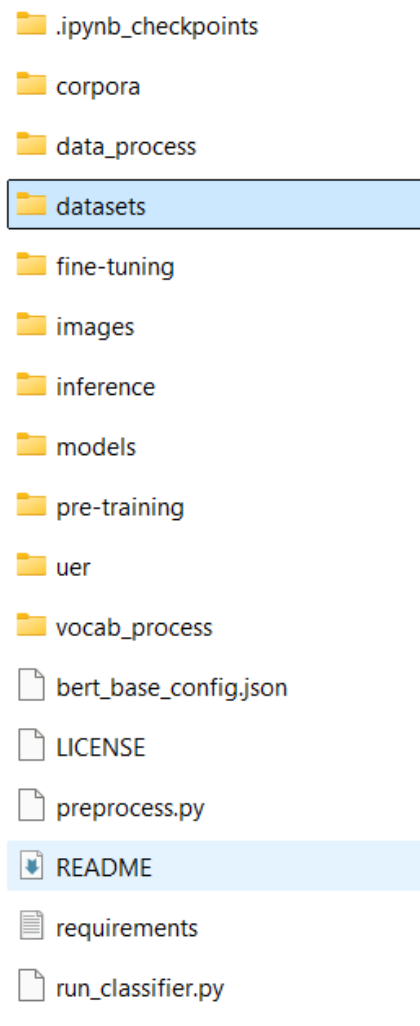 .ipynb_checkpoints
corpora
data_process
datasets
fine-tuning
images
inference
models
pre-training
uer
vocab_process
bert_base_config.json
LICENSE
preprocess.py
README
requirements
run_classifier.py